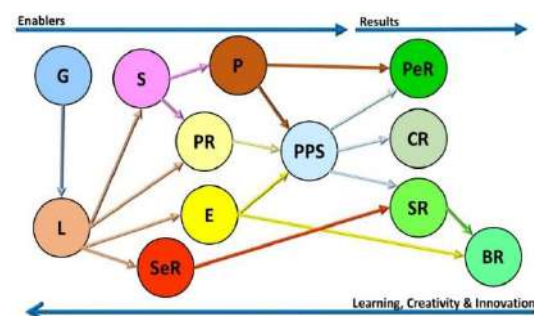 Enablers
Results
G
S
P
PeR
PR
PPS
CR
L
E
SR
SeR
BR
Learning, Creativity & Innovation